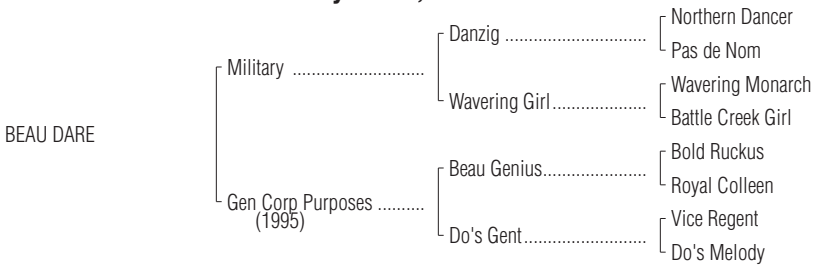 Northern Dancer
Danzig ..............................
Pas de Nom
Military ............................
Wavering Monarch
Wavering Girl....................
Battle Creek Girl
BEAU DARE
Bold Ruckus
Beau Genius......................
Royal Colleen
Gen Corp Purposes ..........
(1995)
Vice Regent
Do's Gent..........................
Do's Melody